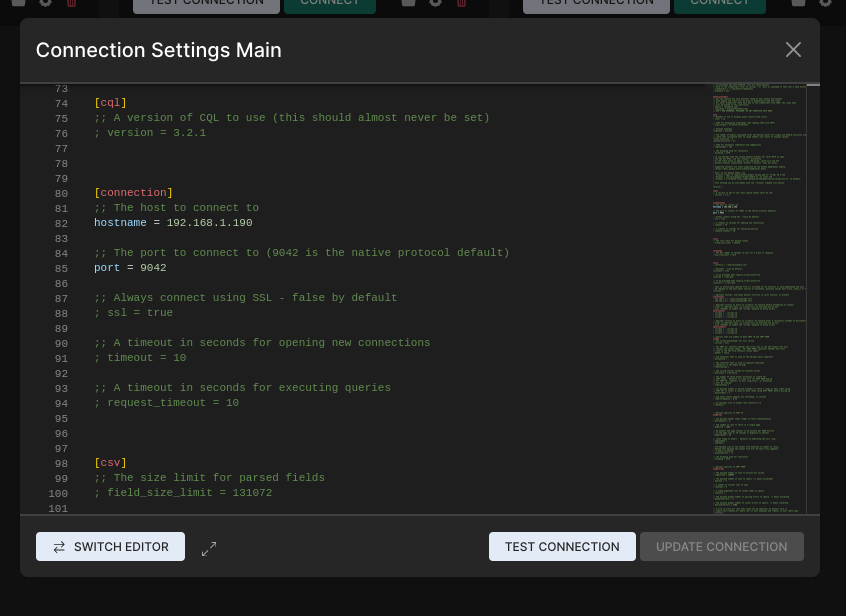 TEST CONNECTION
CONNECT
TEST CONNECTION
CONNECT
Connection Settings Main
73
74 [cql]
75 ;; A version of CQL to use (this should almost never be set)
76 ; version = 3.2.1
77
78
79
80 [connection]
81 ;; The host to connect to
82 hostname = 192.168.1.190
83
84 ;; The port to connect to (9042 is the native protocol default)
85 port = 9042
86
87 ;; Always connect using SSL - false by default
88 ; ssl = true
89
90 ;; A timeout in seconds for opening new connections
91 ; timeout = 10
92
93 ;; A timeout in seconds for executing queries
94 ; request_timeout = 10
95
96
97
98 [csv]
99 ;; The size limit for parsed fields
100 ; field_size_limit = 131072
101
SWITCH EDITOR
TEST CONNECTION
UPDATE CONNECTION